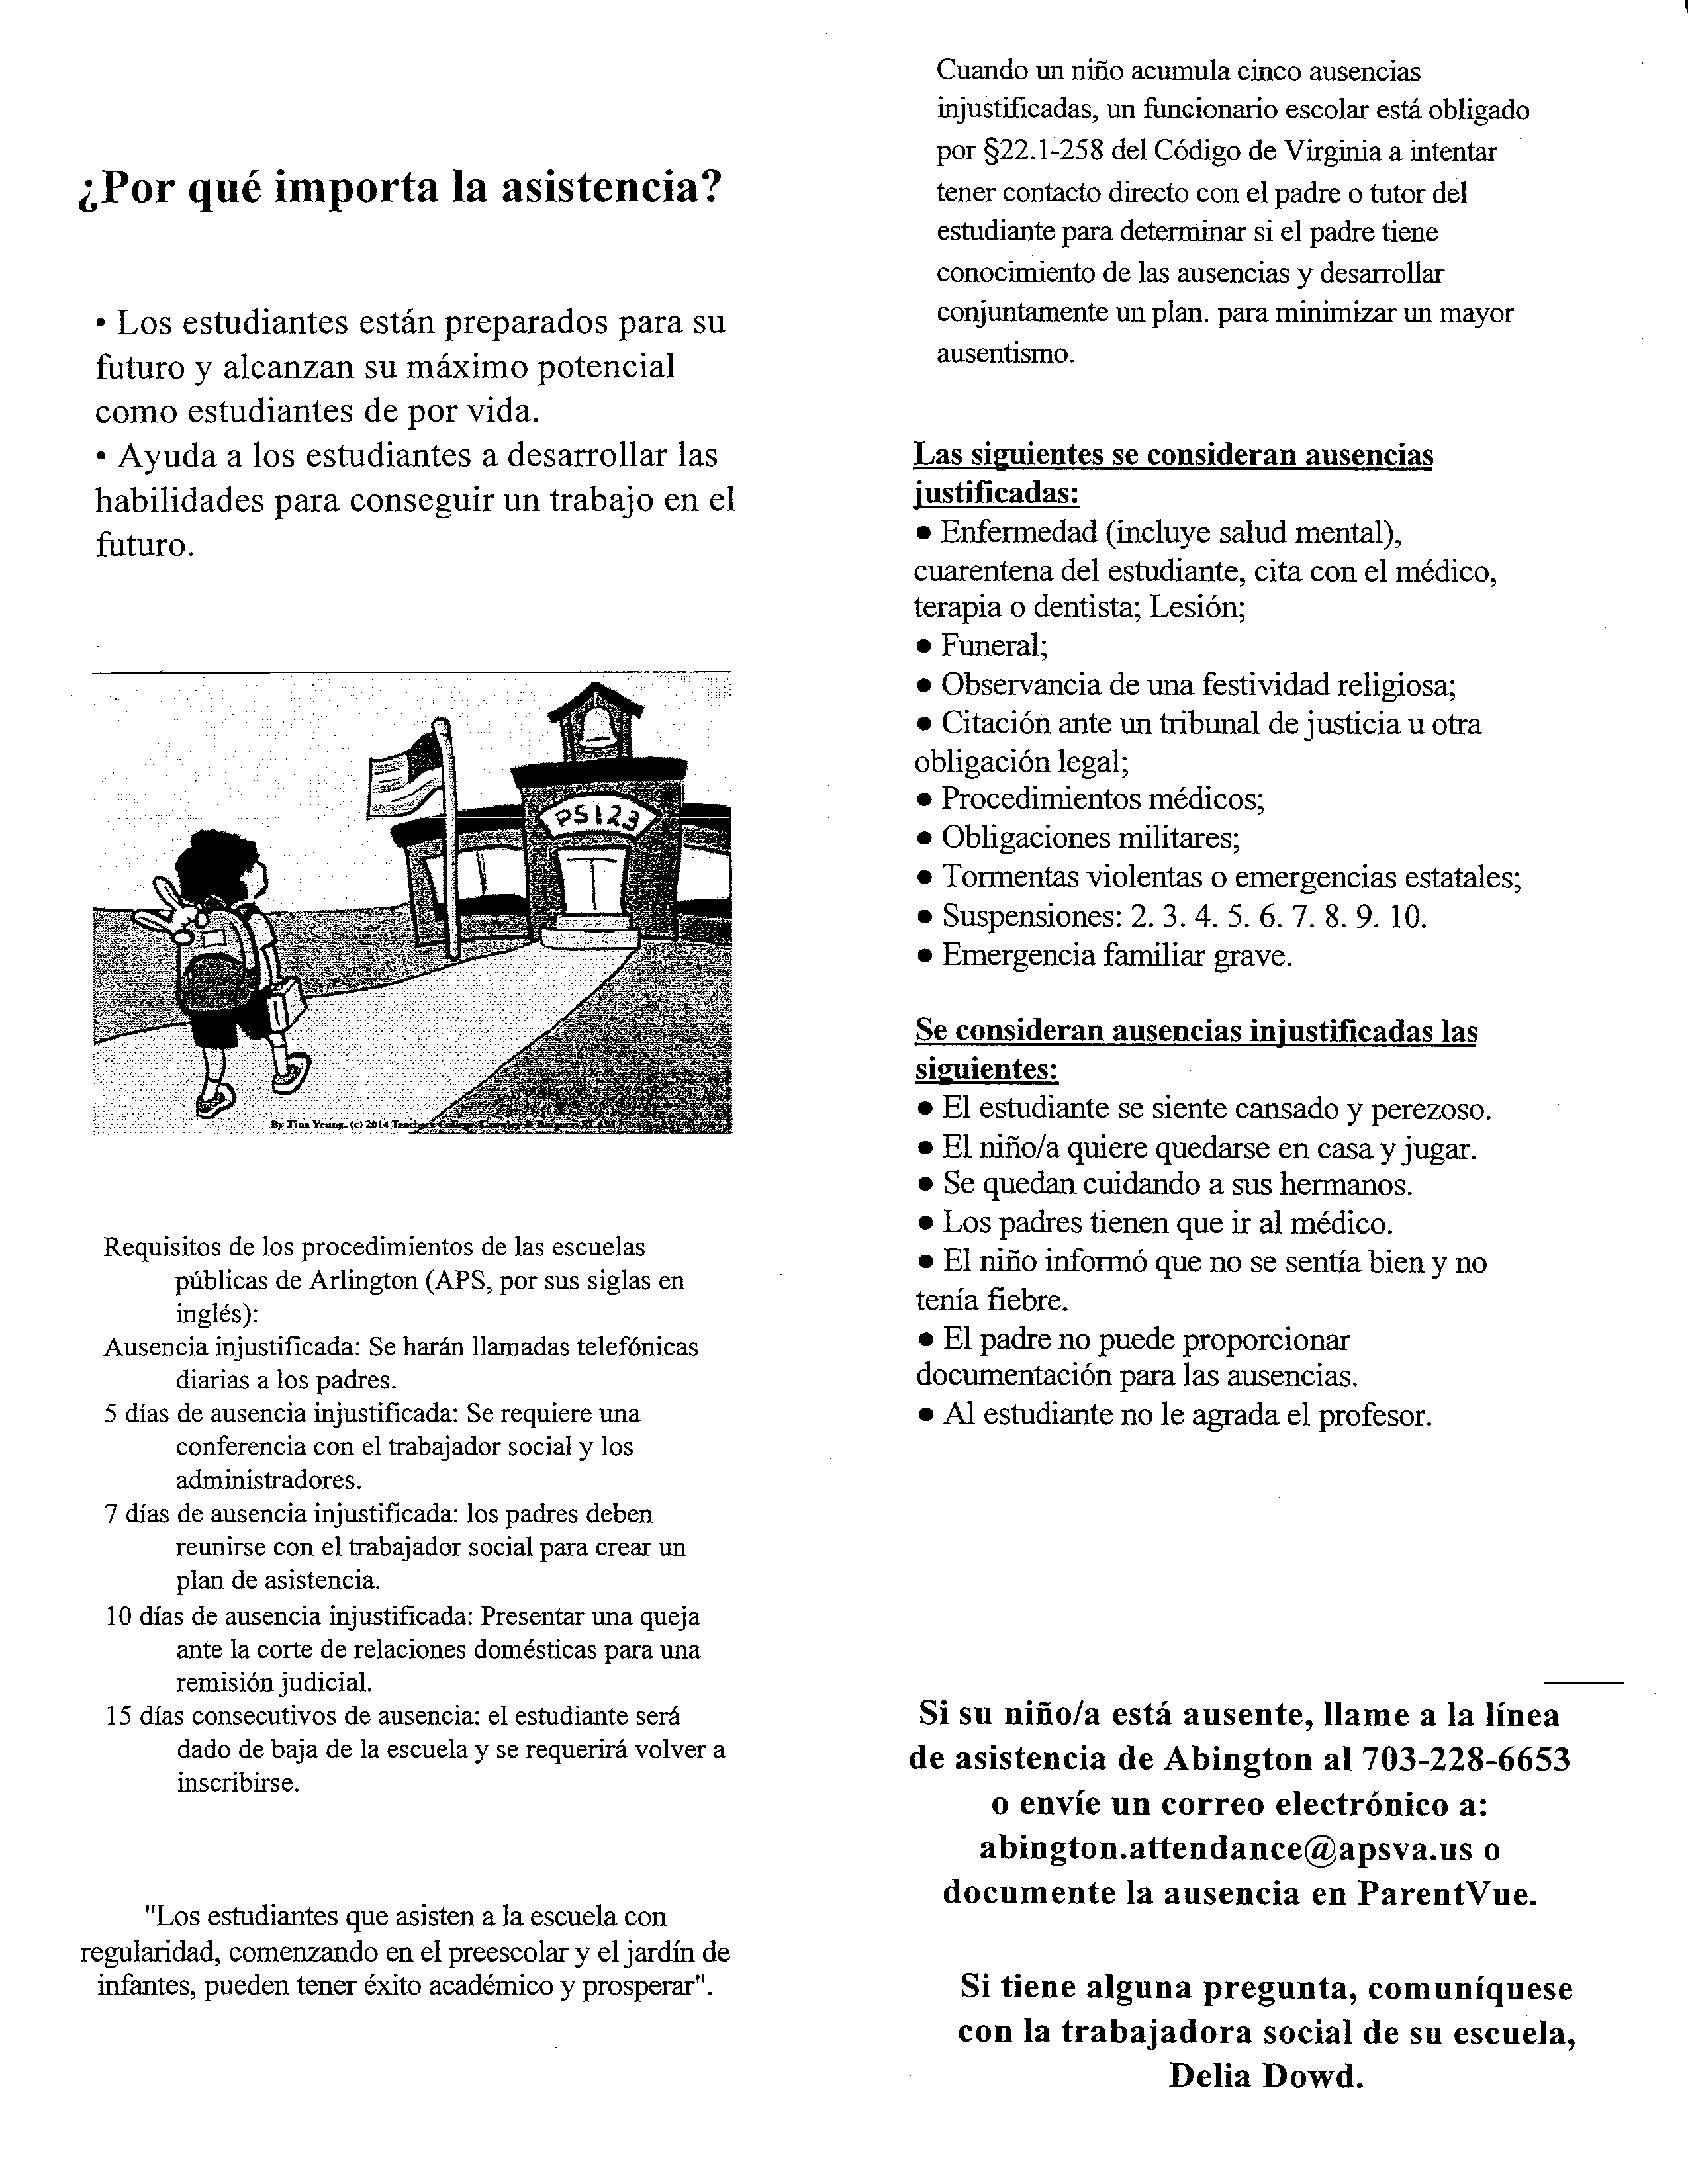 ¿Por qué importa la asistencia?
• Los estudiantes están preparados para su
futuro y alcanzan su máximo potencial
como estudiantes de por vida.
• Ayuda a los estudiantes a desarrollar las
habilidades para conseguir un trabajo en el
futuro.
PS123
By Tina Yeung, (c) 2014 Teachers College, Crowley &
Requisitos de los procedimientos de las escuelas
públicas de Arlington (APS, por sus siglas en
inglés):
Ausencia injustificada: Se harán llamadas telefónicas
diarias a los padres.
5 días de ausencia injustificada: Se requiere una
conferencia con el trabajador social y los
administradores.
7 días de ausencia injustificada: los padres deben
reunirse con el trabajador social para crear un
plan de asistencia.
10 días de ausencia injustificada: Presentar una queja
ante la corte de relaciones domésticas para una
remisión judicial.
15 días consecutivos de ausencia: el estudiante será
dado de baja de la escuela y se requerirá volver a
inscribirse.
"Los estudiantes que asisten a la escuela con
regularidad, comenzando en el preescolar y el jardín de
infantes, pueden tener éxito académico y prosperar".
Cuando un niño acumula cinco ausencias
injustificadas, un funcionario escolar está obligado
por §22.1-258 del Código de Virginia a intentar
tener contacto directo con el padre o tutor del
estudiante para determinar si el padre tiene
conocimiento de las ausencias y desarrollar
conjuntamente un plan. para minimizar un mayor
ausentismo.
Las siguientes se consideran ausencias
justificadas:
● Enfermedad (incluye salud mental),
cuarentena del estudiante, cita con el médico,
terapia o dentista; Lesión;
● Funeral;
● Observancia de una festividad religiosa;
● Citación ante un tribunal de justicia u otra
obligación legal;
● Procedimientos médicos;
● Obligaciones militares;
● Tormentas violentas o emergencias estatales;
● Suspensiones: 2. 3. 4. 5. 6. 7. 8. 9. 10.
● Emergencia familiar grave.
Se consideran ausencias injustificadas las
siguientes:
● El estudiante se siente cansado y perezoso.
● El niño/a quiere quedarse en casa y jugar.
● Se quedan cuidando a sus hermanos.
● Los padres tienen que ir al médico.
● El niño informó que no se sentía bien y no
tenía fiebre.
● El padre no puede proporcionar
documentación para las ausencias.
● Al estudiante no le agrada el profesor.
Si su niño/a está ausente, llame a la línea
de asistencia de Abington al 703-228-6653
o envíe un correo electrónico a:
abington.attendance@apsva.us o
documente la ausencia en ParentVue.
Si tiene alguna pregunta, comuníquese
con la trabajadora social de su escuela,
Delia Dowd.